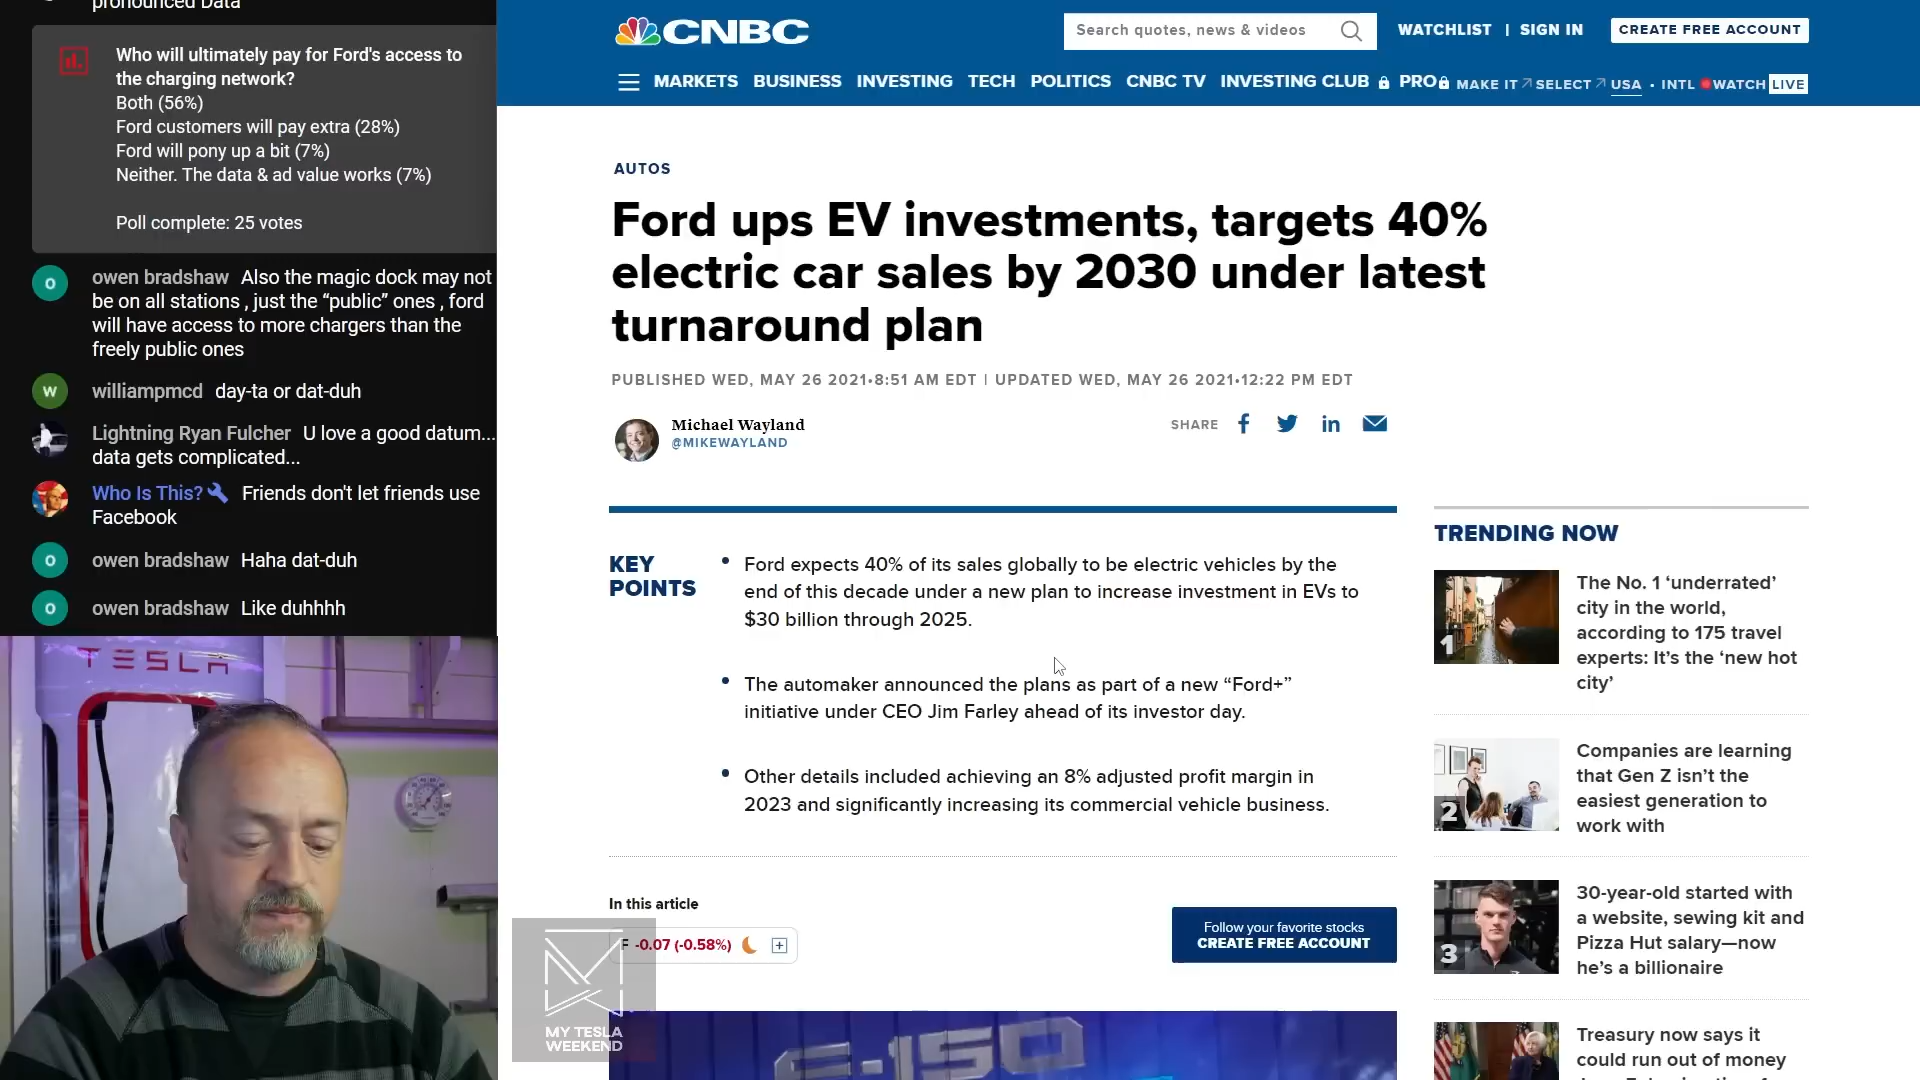 pronounced Data
Who will ultimately pay for Ford's access to
the charging network?
Both (56%)
Ford customers will pay extra (28%)
Ford will pony up a bit (7%)
Neither. The data & ad value works (7%)
Poll complete: 25 votes
O
owen bradshaw Also the magic dock may not
be on all stations , just the “public” ones , ford
will have access to more chargers than the
freely public ones
W
williampmcd day-ta or dat-duh
Lightning Ryan Fulcher U love a good datum...
data gets complicated...
Who Is This? Friends don't let friends use
Facebook
O
owen bradshaw Haha dat-duh
O
owen bradshaw Like duhhhh
TESLA
CNBC
Search quotes, news & videos
WATCHLIST | SIGN IN
CREATE FREE ACCOUNT
MARKETS BUSINESS INVESTING TECH POLITICS CNBC TV INVESTING CLUB PRO MAKE IT SELECT USA • INTL WATCH LIVE
AUTOS
Ford ups EV investments, targets 40%
electric car sales by 2030 under latest
turnaround plan
PUBLISHED WED, MAY 26 2021•8:51 AM EDT | UPDATED WED, MAY 26 2021•12:22 PM EDT
Michael Wayland
@MIKEWAYLAND
SHARE
KEY
POINTS
• Ford expects 40% of its sales globally to be electric vehicles by the
end of this decade under a new plan to increase investment in EVs to
$30 billion through 2025.
• The automaker announced the plans as part of a new “Ford+”
initiative under CEO Jim Farley ahead of its investor day.
• Other details included achieving an 8% adjusted profit margin in
2023 and significantly increasing its commercial vehicle business.
In this article
F -0.07 (-0.58%)
Follow your favorite stocks
CREATE FREE ACCOUNT
MY TESLA
WEEKEND
F-150
TRENDING NOW
1
The No. 1 ‘underrated’
city in the world,
according to 175 travel
experts: It’s the ‘new hot
city’
2
Companies are learning
that Gen Z isn’t the
easiest generation to
work with
3
30-year-old started with
a website, sewing kit and
Pizza Hut salary—now
he’s a billionaire
Treasury now says it
could run out of money